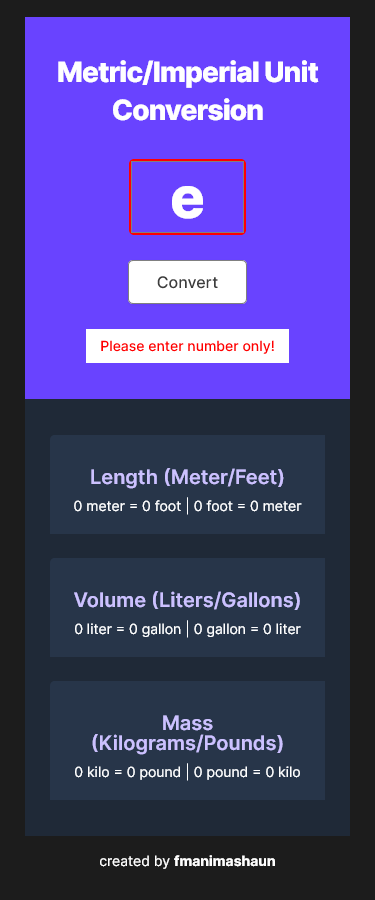 Metric/Imperial Unit
Conversion
e
Convert
Please enter number only!
Length (Meter/Feet)
0 meter = 0 foot | 0 foot = 0 meter
Volume (Liters/Gallons)
0 liter = 0 gallon | 0 gallon = 0 liter
Mass
(Kilograms/Pounds)
0 kilo = 0 pound | 0 pound = 0 kilo
created by fmanimashaun